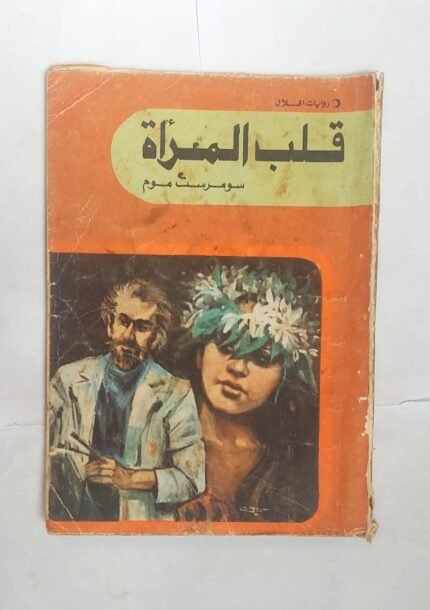 روايات الهلال
قلب المرأة
سومرست موم